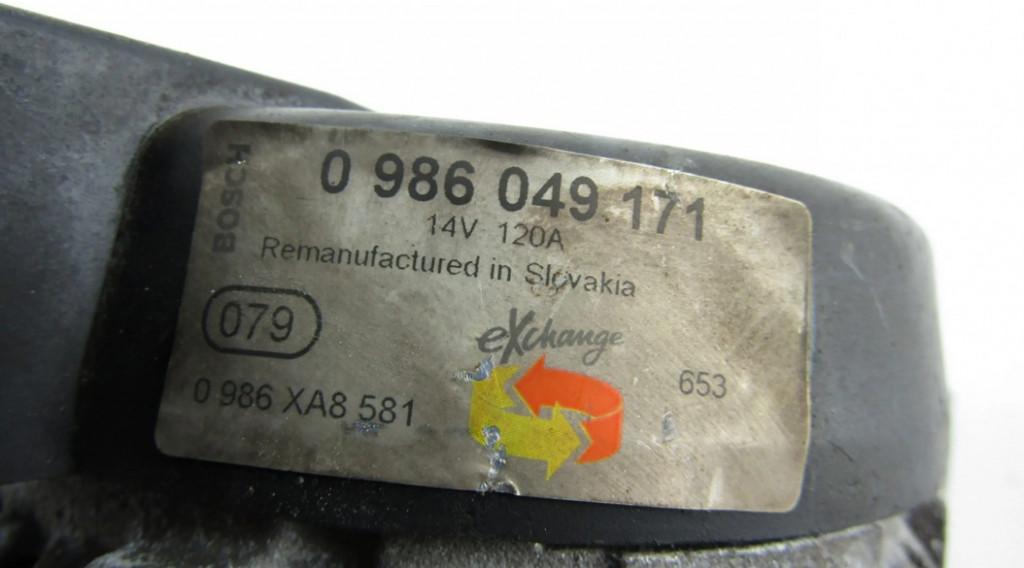 BOSCH
0 986 049 171
14V 120A
Remanufactured in Slovakia
079
eXchange
653
0 986 XA8 581